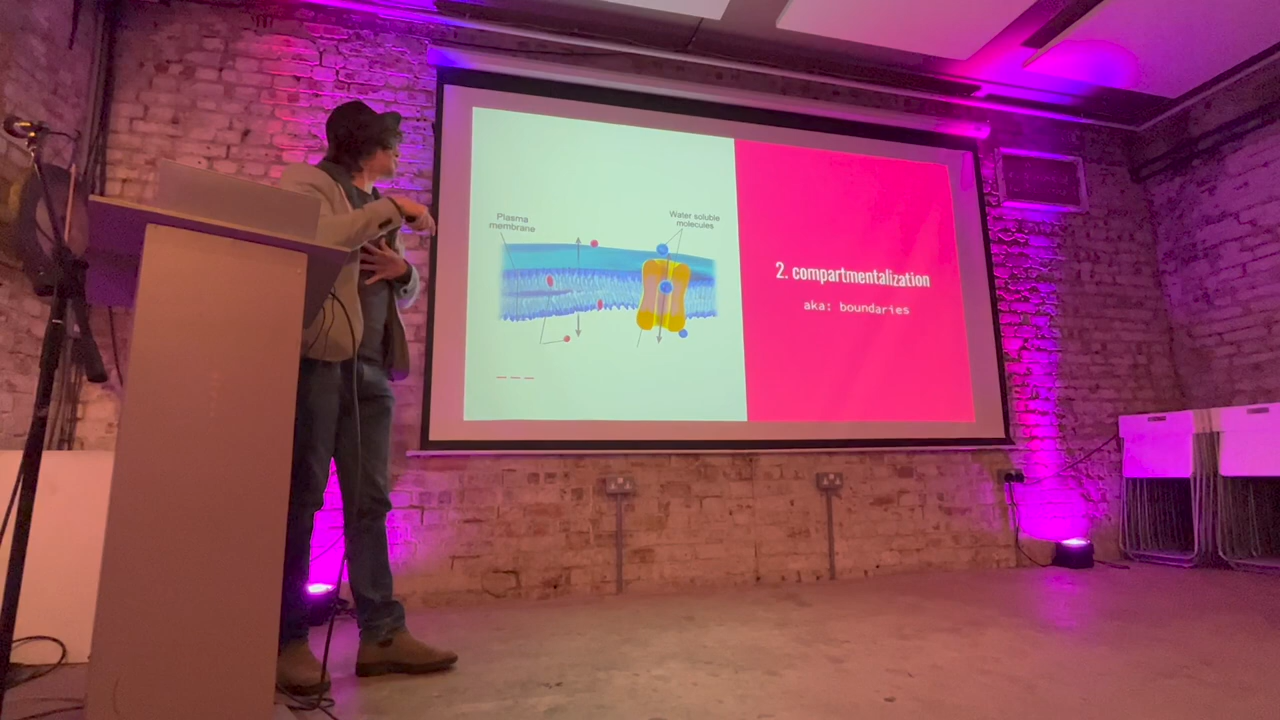 Plasma
membrane
Water soluble
molecules
2. compartmentalization
aka: boundaries